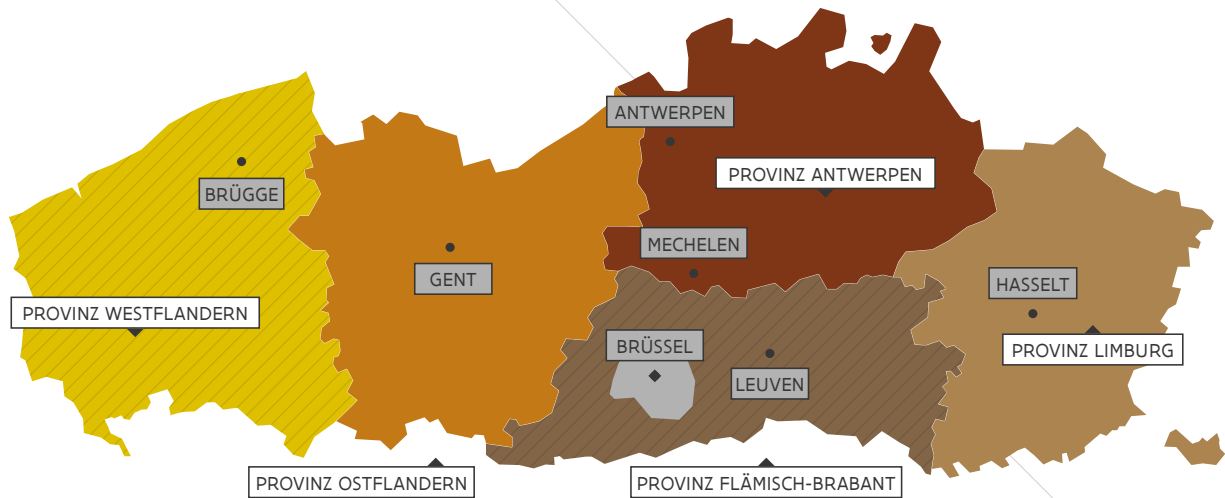 ANTWERPEN
PROVINZ ANTWERPEN
BRÜGGE
MECHELEN
GENT
HASSELT
PROVINZ WESTFLANDERN
BRÜSSEL
PROVINZ LIMBURG
LEUVEN
PROVINZ OSTFLANDERN
PROVINZ FLÄMISCH-BRABANT